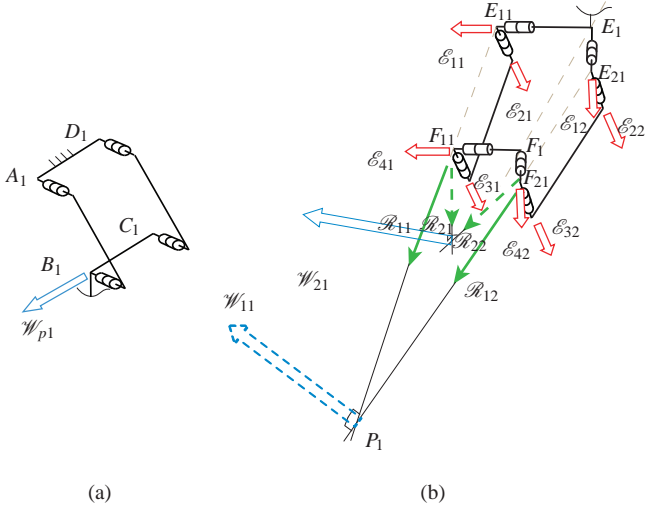 E₁₁
E₁
ℰ₁₁
E₂₁
ℰ₂₁
ℰ₁₂
ℰ₂₂
D₁
F₁₁
F₁
A₁
ℰ₄₁
ℰ₃₁
F₂₁
C₁
ℛ₁₁
ℛ₂₁
ℛ₂₂
ℰ₄₂
ℰ₃₂
B₁
𝒲₂₁
ℛ₁₂
𝒲ₚ₁
𝒲₁₁
P₁
(a)
(b)